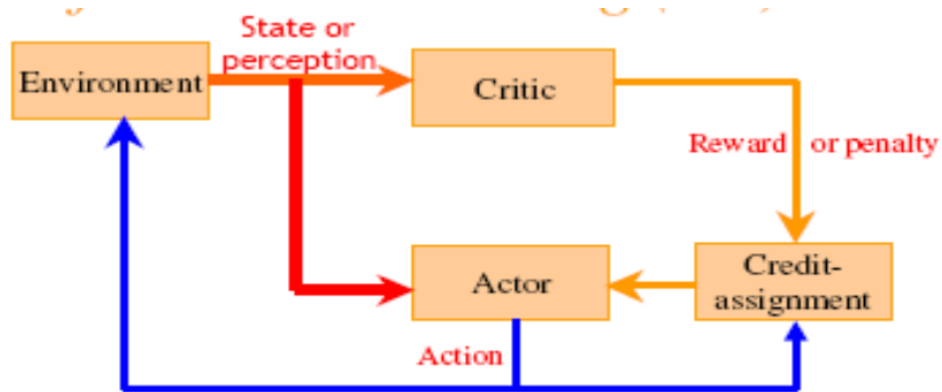 State or
perception
Environment
Critic
Reward or penalty
Actor
Credit-
assignment
Action